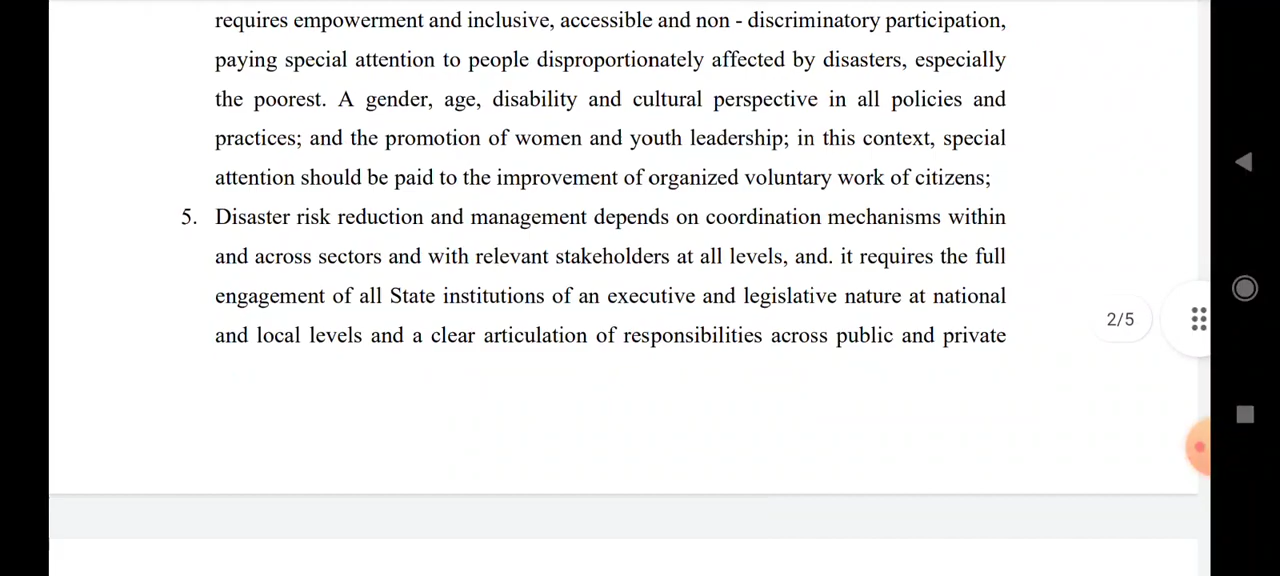 requires empowerment and inclusive, accessible and non - discriminatory participation,
paying special attention to people disproportionately affected by disasters, especially
the poorest. A gender, age, disability and cultural perspective in all policies and
practices; and the promotion of women and youth leadership; in this context, special
attention should be paid to the improvement of organized voluntary work of citizens;
5. Disaster risk reduction and management depends on coordination mechanisms within
and across sectors and with relevant stakeholders at all levels, and. it requires the full
engagement of all State institutions of an executive and legislative nature at national
and local levels and a clear articulation of responsibilities across public and private
2/5